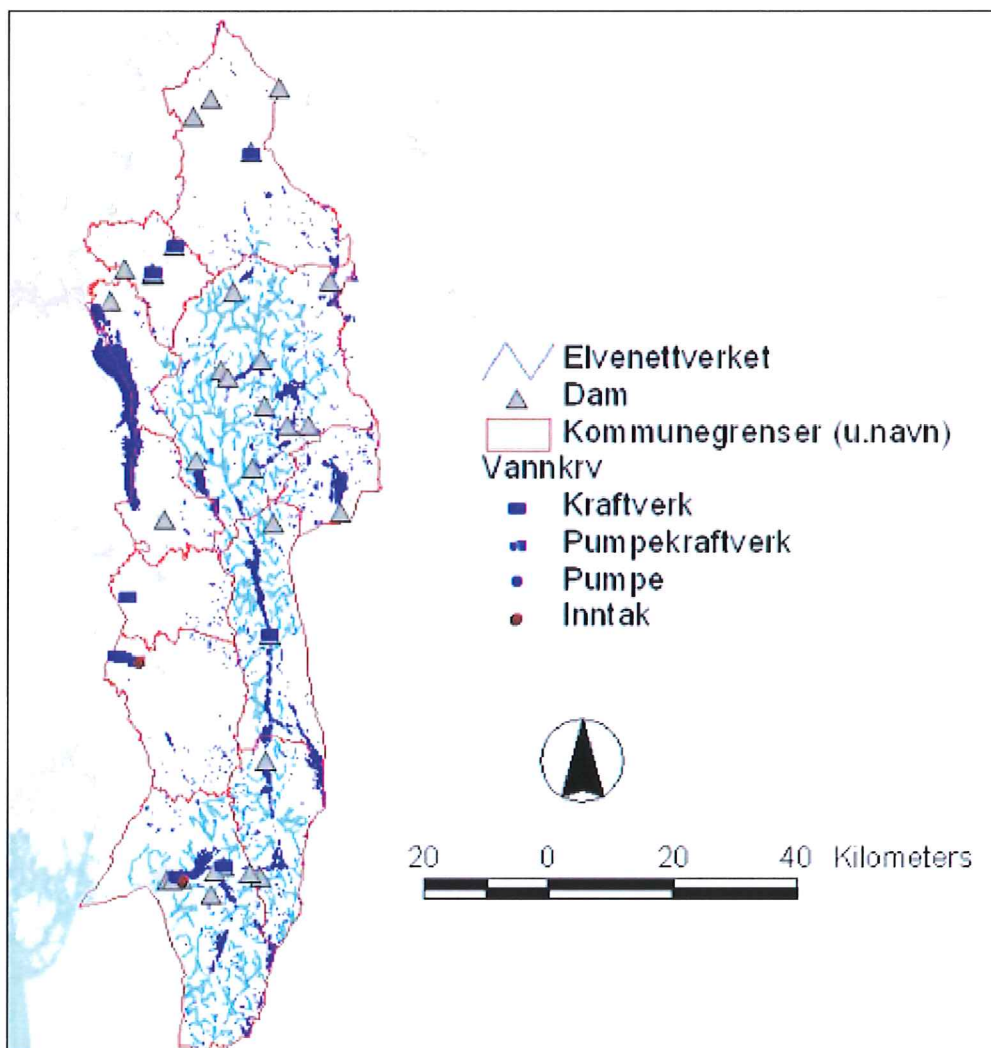 Elvenettverket
Dam
Kommunegrenser (u.navn)
Vannkrv
Kraftverk
Pumpekraftverk
Pumpe
Inntak
20 0 20 40 Kilometers